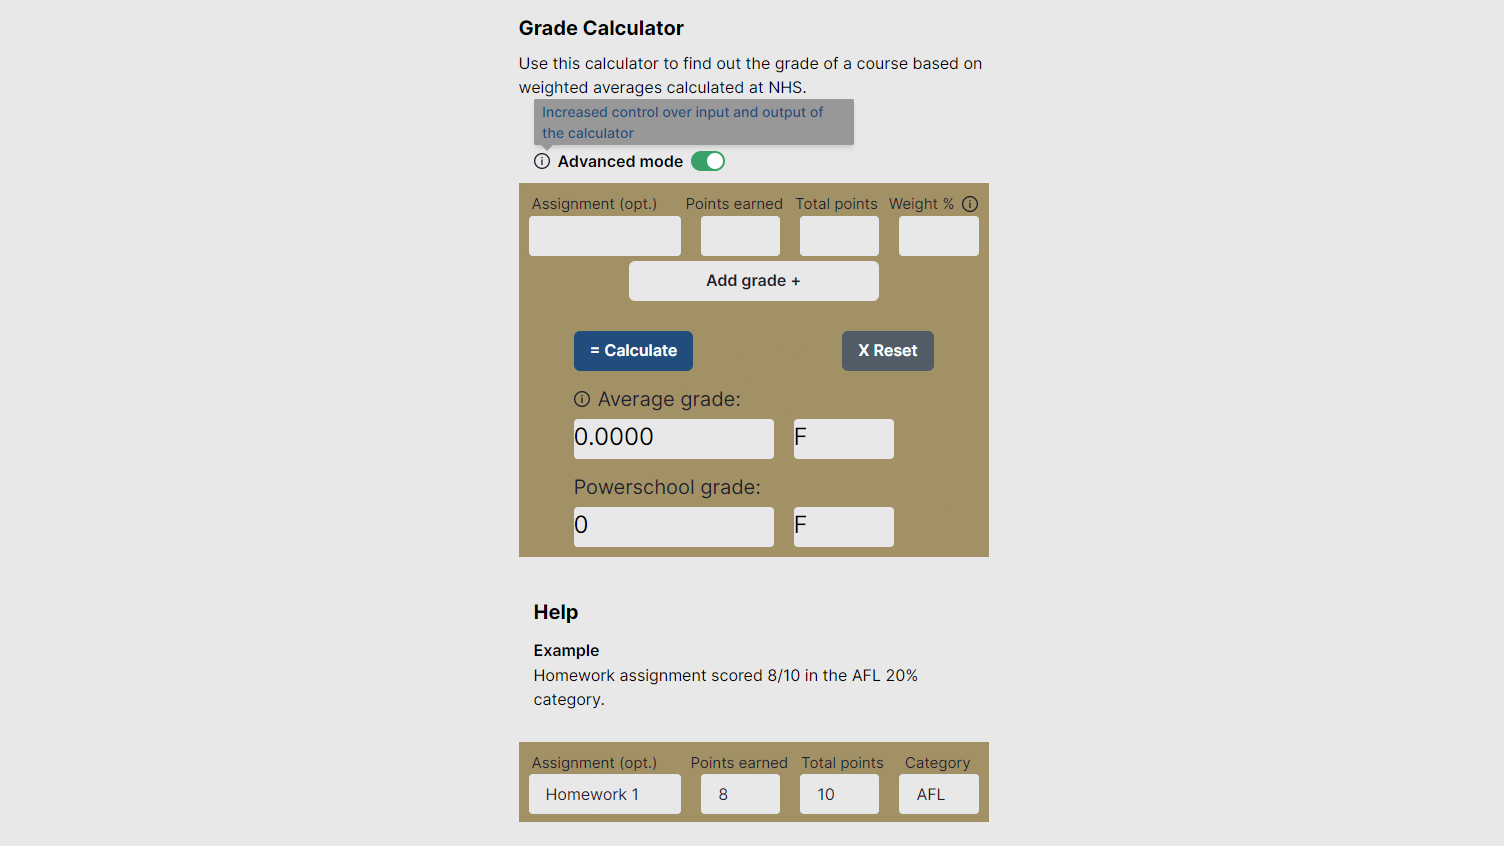 Grade Calculator
Use this calculator to find out the grade of a course based on
weighted averages calculated at NHS.
Increased control over input and output of
the calculator
Advanced mode
Assignment (opt.) Points earned Total points Weight %
Add grade +
= Calculate X Reset
Average grade:
0.0000 F
Powerschool grade:
0 F
Help
Example
Homework assignment scored 8/10 in the AFL 20%
category.
Assignment (opt.) Points earned Total points Category
Homework 1 8 10 AFL